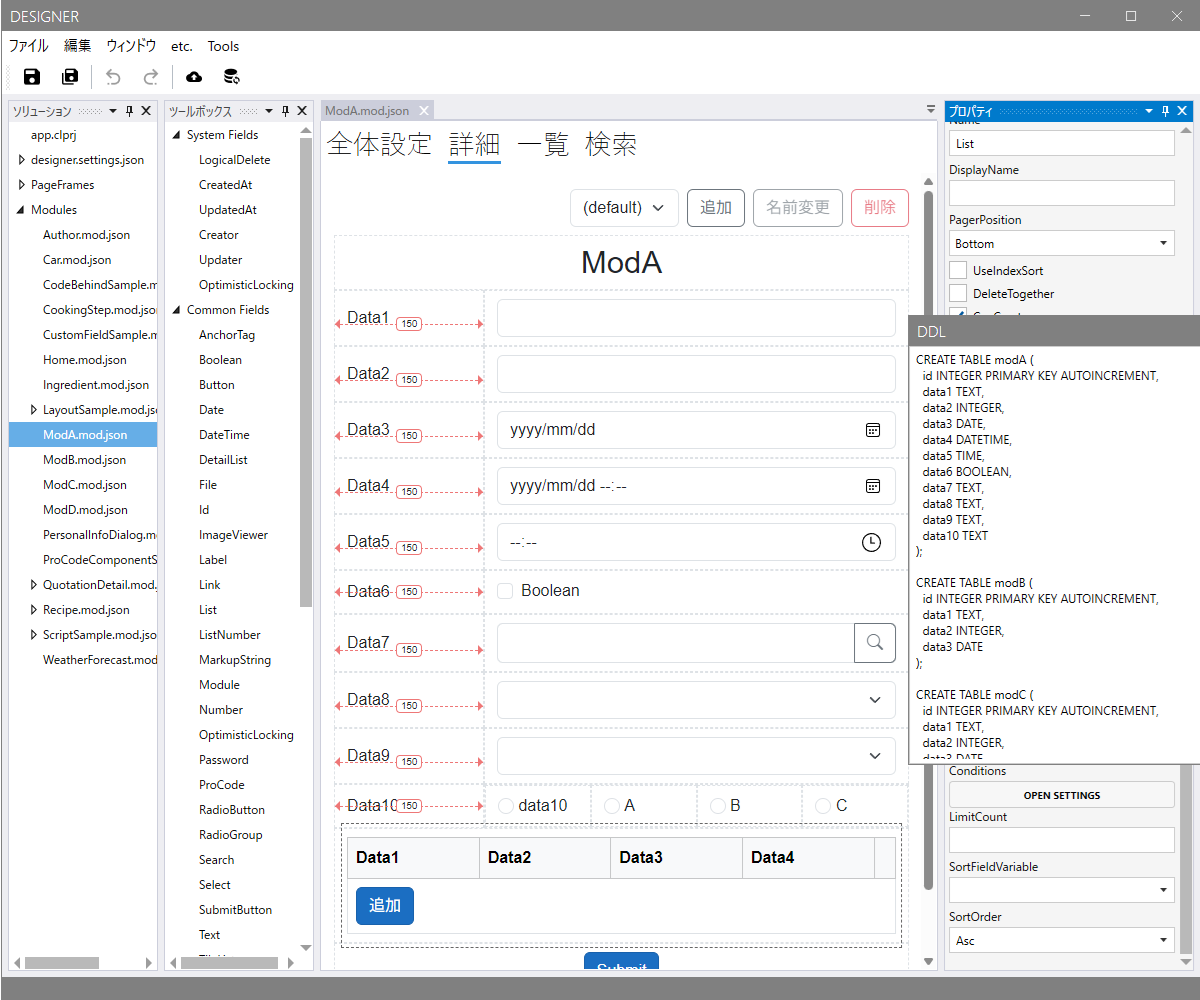 DESIGNER
ファイル 編集 ウィンドウ etc. Tools
ソリューション
app.clprj
designer.settings.json
PageFrames
Modules
Author.mod.json
Car.mod.json
CodeBehindSample.m
CookingStep.mod.jso
CustomFieldSample.m
Home.mod.json
Ingredient.mod.json
LayoutSample.mod.js
ModA.mod.json
ModB.mod.json
ModC.mod.json
ModD.mod.json
PersonalInfoDialog.m
ProCodeComponentS
QuotationDetail.mod.
Recipe.mod.json
ScriptSample.mod.jso
WeatherForecast.mod
ツールボックス
System Fields
LogicalDelete
CreatedAt
UpdatedAt
Creator
Updater
OptimisticLocking
Common Fields
AnchorTag
Boolean
Button
Date
DateTime
DetailList
File
Id
ImageViewer
Label
Link
List
ListNumber
MarkupString
Module
Number
OptimisticLocking
Password
ProCode
RadioButton
RadioGroup
Search
Select
SubmitButton
Text
ModA.mod.json
全体設定 詳細 一覧 検索
(default) 追加 名前変更 削除
ModA
Data1 150
Data2 150
Data3 150 yyyy/mm/dd
Data4 150 yyyy/mm/dd --:--
Data5 150 --:--
Data6 150 Boolean
Data7 150
Data8 150
Data9 150
Data10 150 data10 A B C
Data1 Data2 Data3 Data4
追加
Submit
プロパティ
Name
List
DisplayName
PagerPosition
Bottom
UseIndexSort
DeleteTogether
DDL
CREATE TABLE modA (
id INTEGER PRIMARY KEY AUTOINCREMENT,
data1 TEXT,
data2 INTEGER,
data3 DATE,
data4 DATETIME,
data5 TIME,
data6 BOOLEAN,
data7 TEXT,
data8 TEXT,
data9 TEXT,
data10 TEXT
);
CREATE TABLE modB (
id INTEGER PRIMARY KEY AUTOINCREMENT,
data1 TEXT,
data2 INTEGER,
data3 DATE
);
CREATE TABLE modC (
id INTEGER PRIMARY KEY AUTOINCREMENT,
data1 TEXT,
data2 INTEGER,
data3 DATE
Conditions
OPEN SETTINGS
LimitCount
SortFieldVariable
SortOrder
Asc